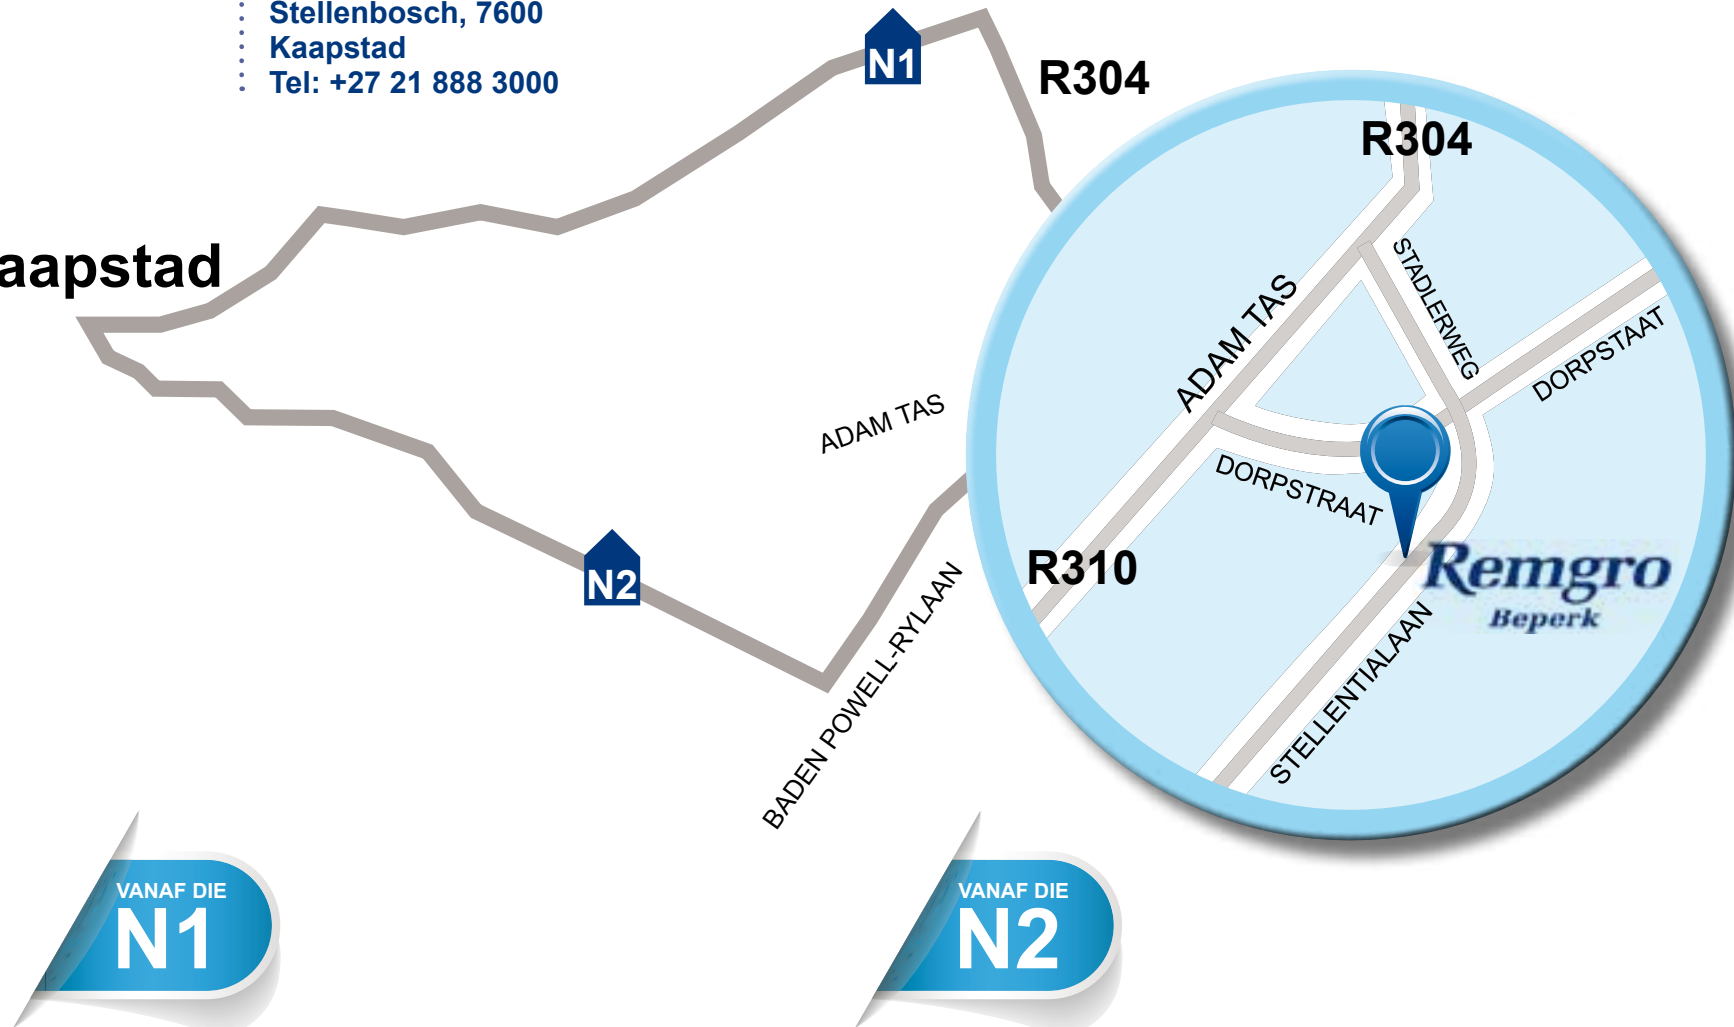 Stellenbosch, 7600
Kaapstad
Tel: +27 21 888 3000
N1
R304
R304
aapstad
STADLERWEG
ADAM TAS
DORPSTAAT
ADAM TAS
DORPSTRAAT
R310
Remgro
Beperk
N2
BADEN POWELL-RYLAAN
STELLENTIALAAN
VANAF DIE
N1
VANAF DIE
N2